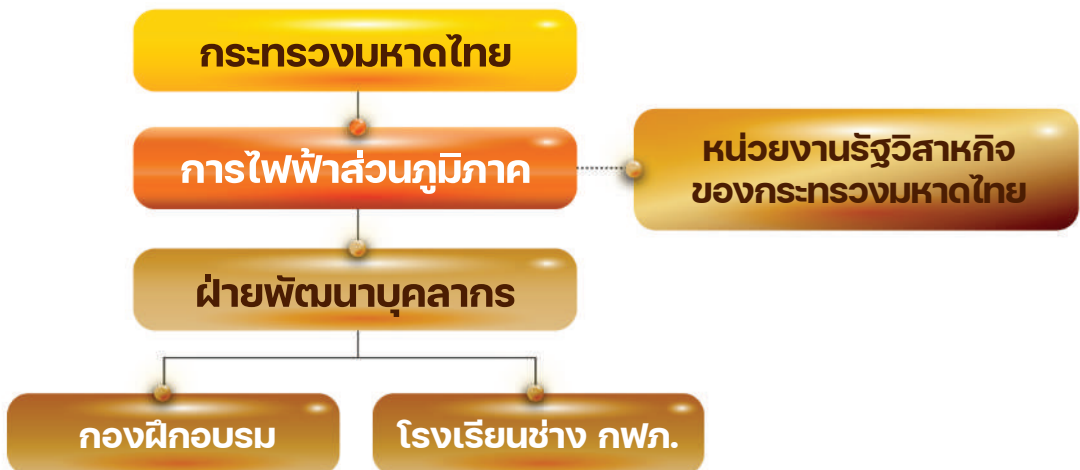 กระทรวงมหาดไทย
การไฟฟ้าส่วนภูมิภาค
หน่วยงานรัฐวิสาหกิจ
ของกระทรวงมหาดไทย
ฝ่ายพัฒนาบุคลากร
กองฝึกอบรม
โรงเรียนช่าง กฟภ.